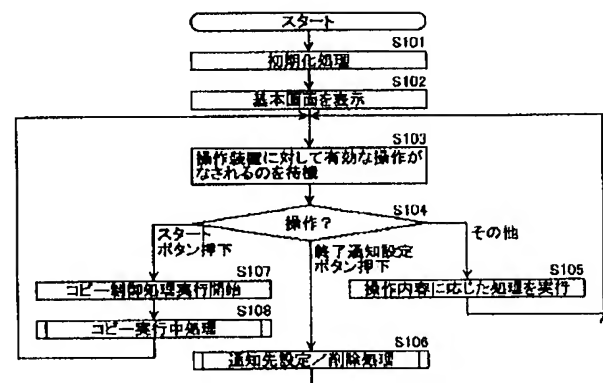 スタート
S101
初期化処理
S102
基本画面を表示
S103
操作装置に対して有効な操作が
なされるのを待機
S104
操作?
スタート
ボタン押下
終了通知設定
ボタン押下
その他
S107
コピー制御処理実行開始
S105
操作内容に応じた処理を実行
S108
コピー実行中処理
S106
通知先設定/削除処理